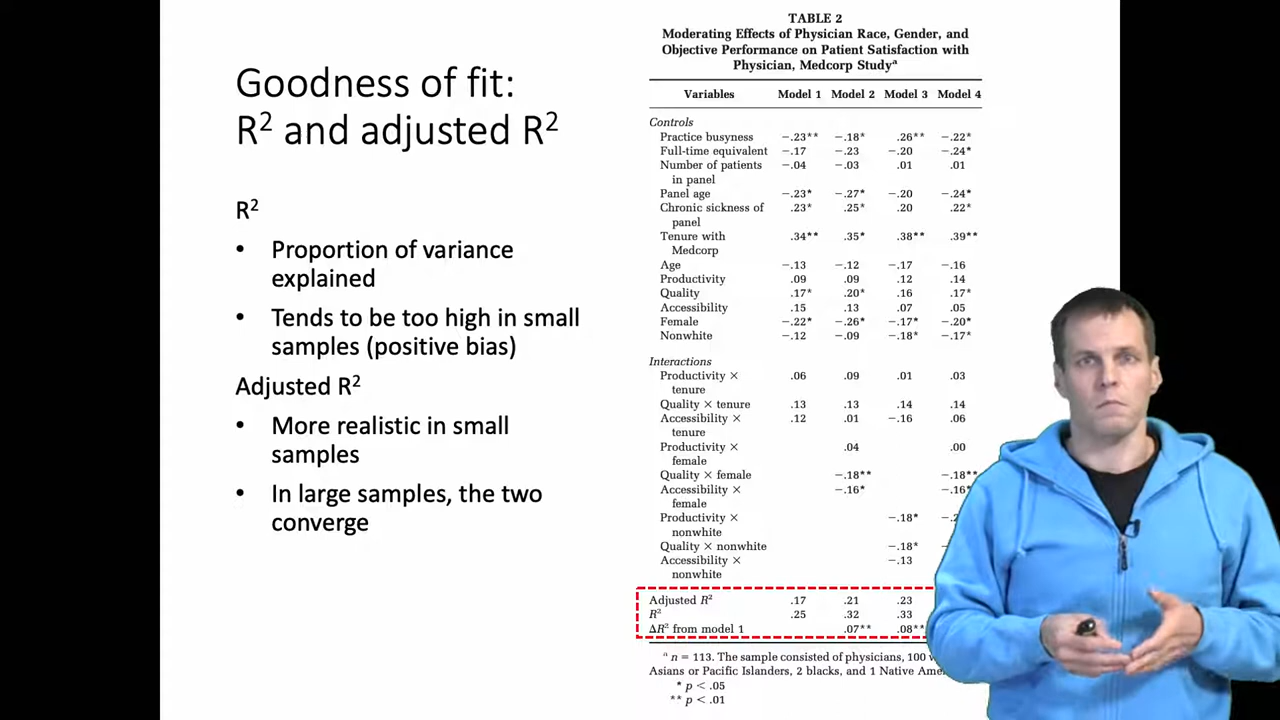 Goodness of fit:
R² and adjusted R²
R²
• Proportion of variance
explained
• Tends to be too high in small
samples (positive bias)
Adjusted R²
• More realistic in small
samples
• In large samples, the two
converge
TABLE 2
Moderating Effects of Physician Race, Gender, and
Objective Performance on Patient Satisfaction with
Physician, Medcorp Studyᵃ
Variables Model 1 Model 2 Model 3 Model 4
Controls
Practice busyness −.23** −.18* .26** −.22*
Full-time equivalent −.17 −.23 −.20 −.24*
Number of patients −.04 −.03 .01 .01
in panel
Panel age −.23* −.27* −.20 −.24*
Chronic sickness of .23* .25* .20 .22*
panel
Tenure with .34** .35* .38** .39**
Medcorp
Age −.13 −.12 −.17 −.16
Productivity .09 .09 .12 .14
Quality .17* .20* .16 .17*
Accessibility .15 .13 .07 .05
Female −.22* −.26* −.17* −.20*
Nonwhite −.12 −.09 −.18* −.17*
Interactions
Productivity × .06 .09 .01 .03
tenure
Quality × tenure .13 .13 .14 .14
Accessibility × .12 .01 −.16 .06
tenure
Productivity × .04 .00
female
Quality × female −.18** −.18**
Accessibility × −.16* −.16*
female
Productivity × −.18*
nonwhite
Quality × nonwhite −.18*
Accessibility × −.13
nonwhite
Adjusted R² .17 .21 .23
R² .25 .32 .33
ΔR² from model 1 .07** .08**
ᵃ n = 113. The sample consisted of physicians, 100
Asians or Pacific Islanders, 2 blacks, and 1 Native
* p < .05
** p < .01